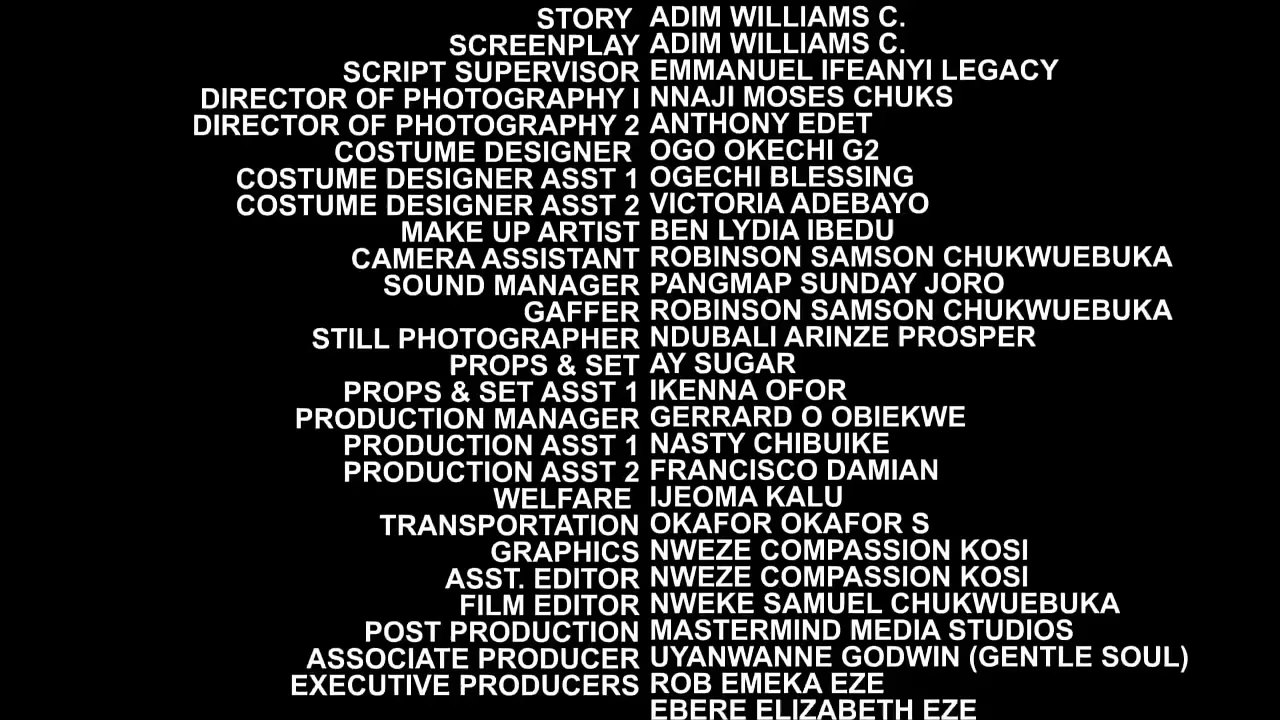 STORY ADIM WILLIAMS C.
SCREENPLAY ADIM WILLIAMS C.
SCRIPT SUPERVISOR EMMANUEL IFEANYI LEGACY
DIRECTOR OF PHOTOGRAPHY I NNAJI MOSES CHUKS
DIRECTOR OF PHOTOGRAPHY 2 ANTHONY EDET
COSTUME DESIGNER OGO OKECHI G2
COSTUME DESIGNER ASST 1 OGECHI BLESSING
COSTUME DESIGNER ASST 2 VICTORIA ADEBAYO
MAKE UP ARTIST BEN LYDIA IBEDU
CAMERA ASSISTANT ROBINSON SAMSON CHUKWUEBUKA
SOUND MANAGER PANGMAP SUNDAY JORO
GAFFER ROBINSON SAMSON CHUKWUEBUKA
STILL PHOTOGRAPHER NDUBALI ARINZE PROSPER
PROPS & SET AY SUGAR
PROPS & SET ASST 1 IKENNA OFOR
PRODUCTION MANAGER GERRARD O OBIEKWE
PRODUCTION ASST 1 NASTY CHIBUIKE
PRODUCTION ASST 2 FRANCISCO DAMIAN
WELFARE IJEOMA KALU
TRANSPORTATION OKAFOR OKAFOR S
GRAPHICS NWEZE COMPASSION KOSI
ASST. EDITOR NWEZE COMPASSION KOSI
FILM EDITOR NWEKE SAMUEL CHUKWUEBUKA
POST PRODUCTION MASTERMIND MEDIA STUDIOS
ASSOCIATE PRODUCER UYANWANNE GODWIN (GENTLE SOUL)
EXECUTIVE PRODUCERS ROB EMEKA EZE
EBERE ELIZABETH EZE